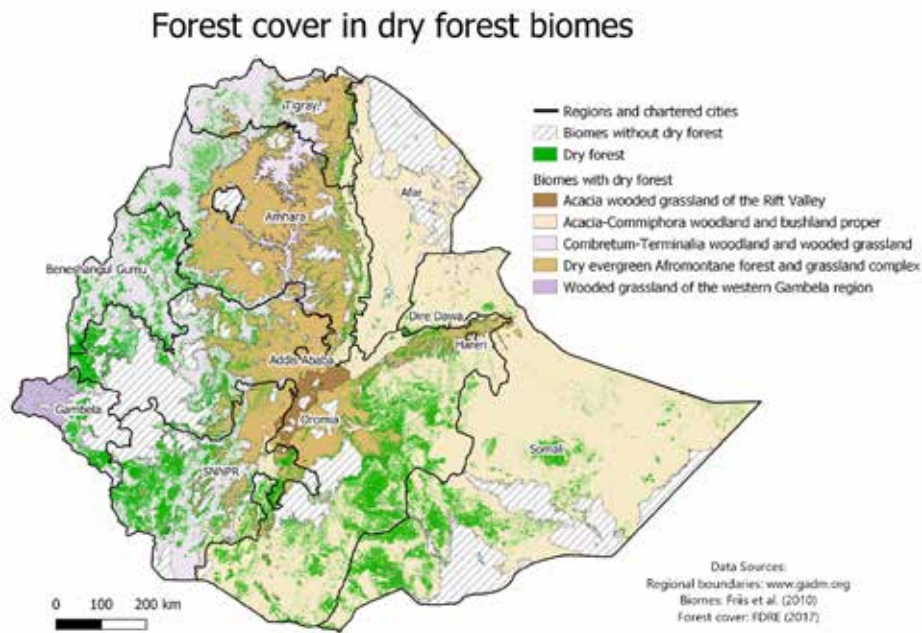 Forest cover in dry forest biomes
Regions and chartered cities
Biomes without dry forest
Dry forest
Biomes with dry forest
Acacia wooded grassland of the Rift Valley
Acacia-Commiphora woodland and bushland proper
Combretum-Terminalia woodland and wooded grassland
Dry evergreen Afromontane forest and grassland complex
Wooded grassland of the western Gambela region
Tigray
Afar
Amhara
Beneshangul Gumu
Dire Dawa
Hareri
Addis Ababa
Gambela
Oromia
Somali
SNNPR
0 100 200 km
Data Sources:
Regional boundaries: www.gadm.org
Biomes: Friis et al. (2010)
Forest cover: FDRE (2017)